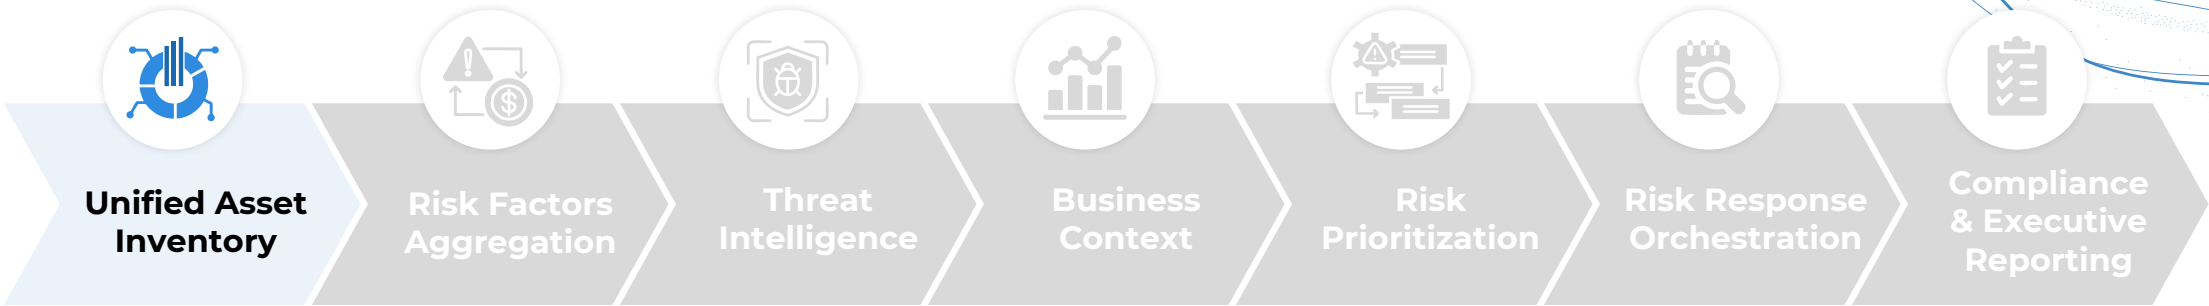 Unified Asset
Inventory
Risk Factors
Aggregation
Threat
Intelligence
Business
Context
Risk
Prioritization
Risk Response
Orchestration
Compliance
& Executive
Reporting